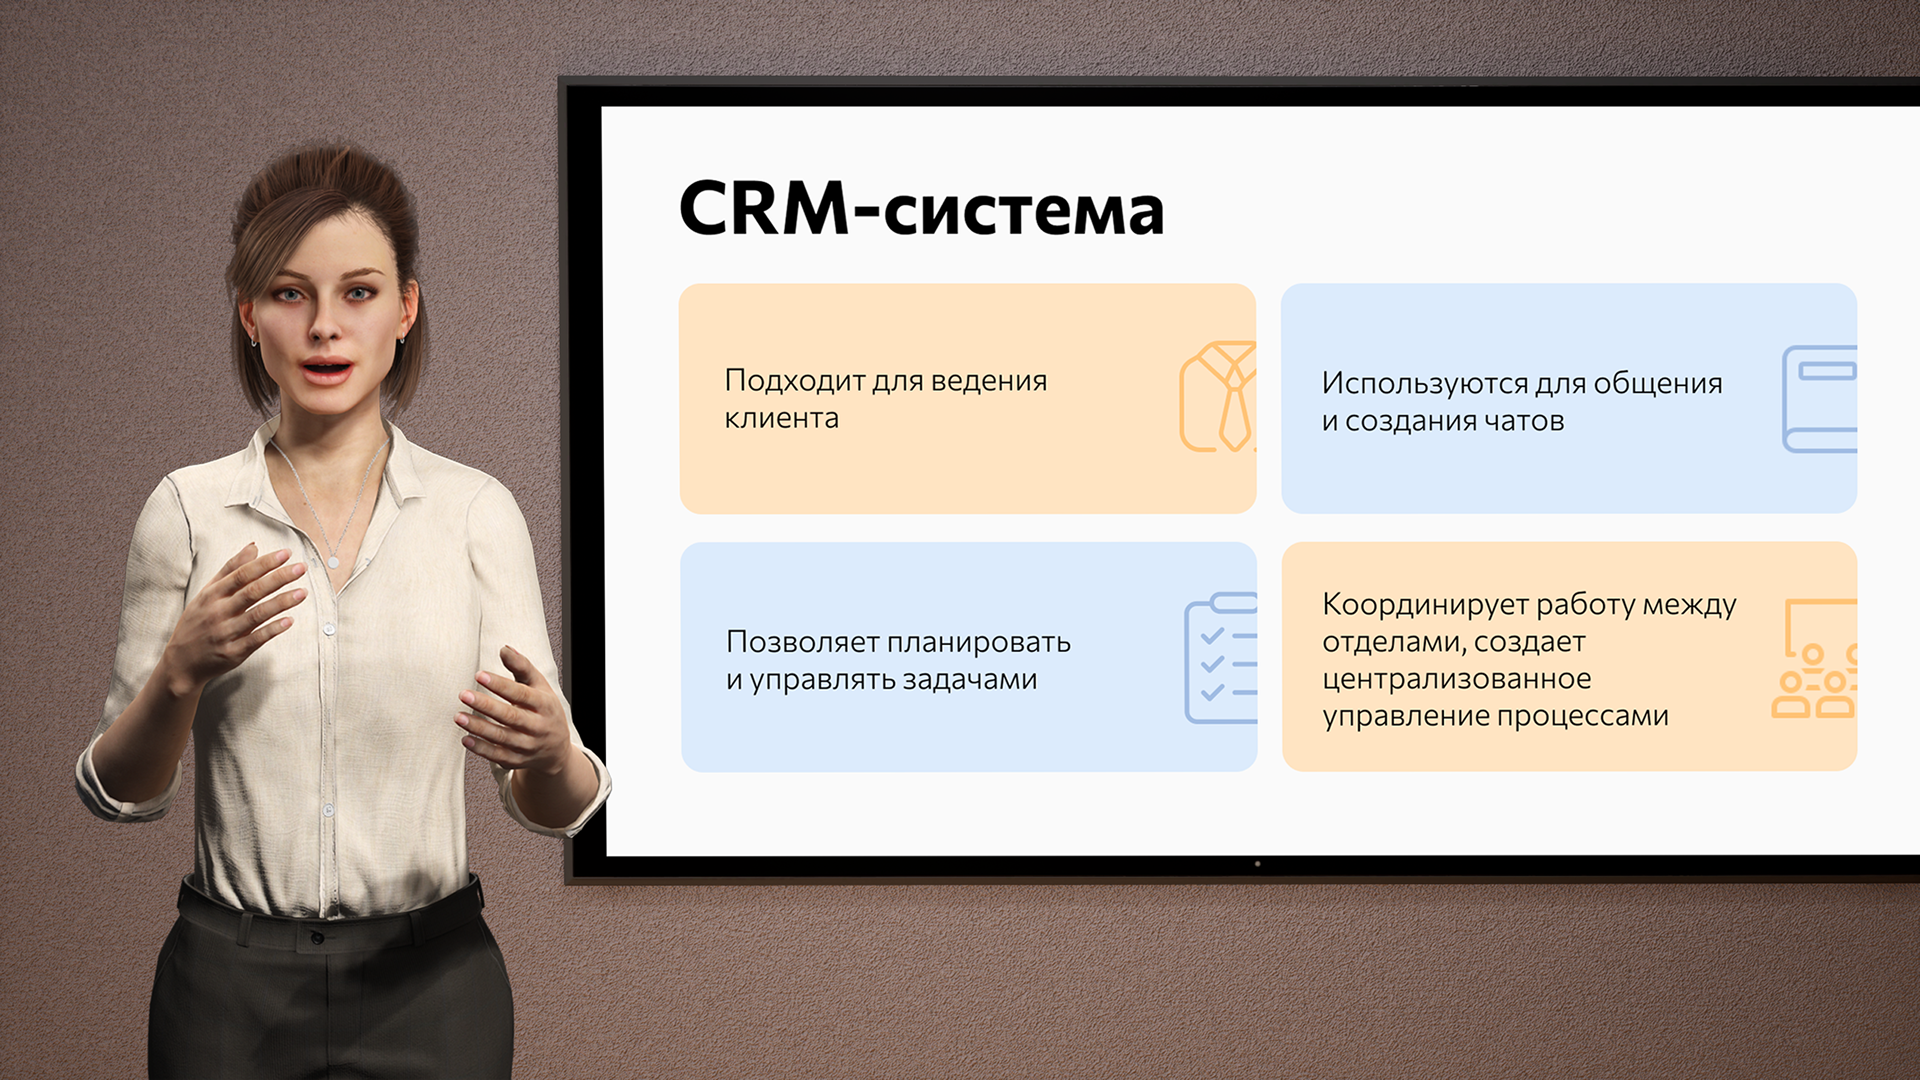 CRM-система
Подходит для ведения
клиента
Используются для общения
и создания чатов
Позволяет планировать
и управлять задачами
Координирует работу между
отделами, создает
централизованное
управление процессами